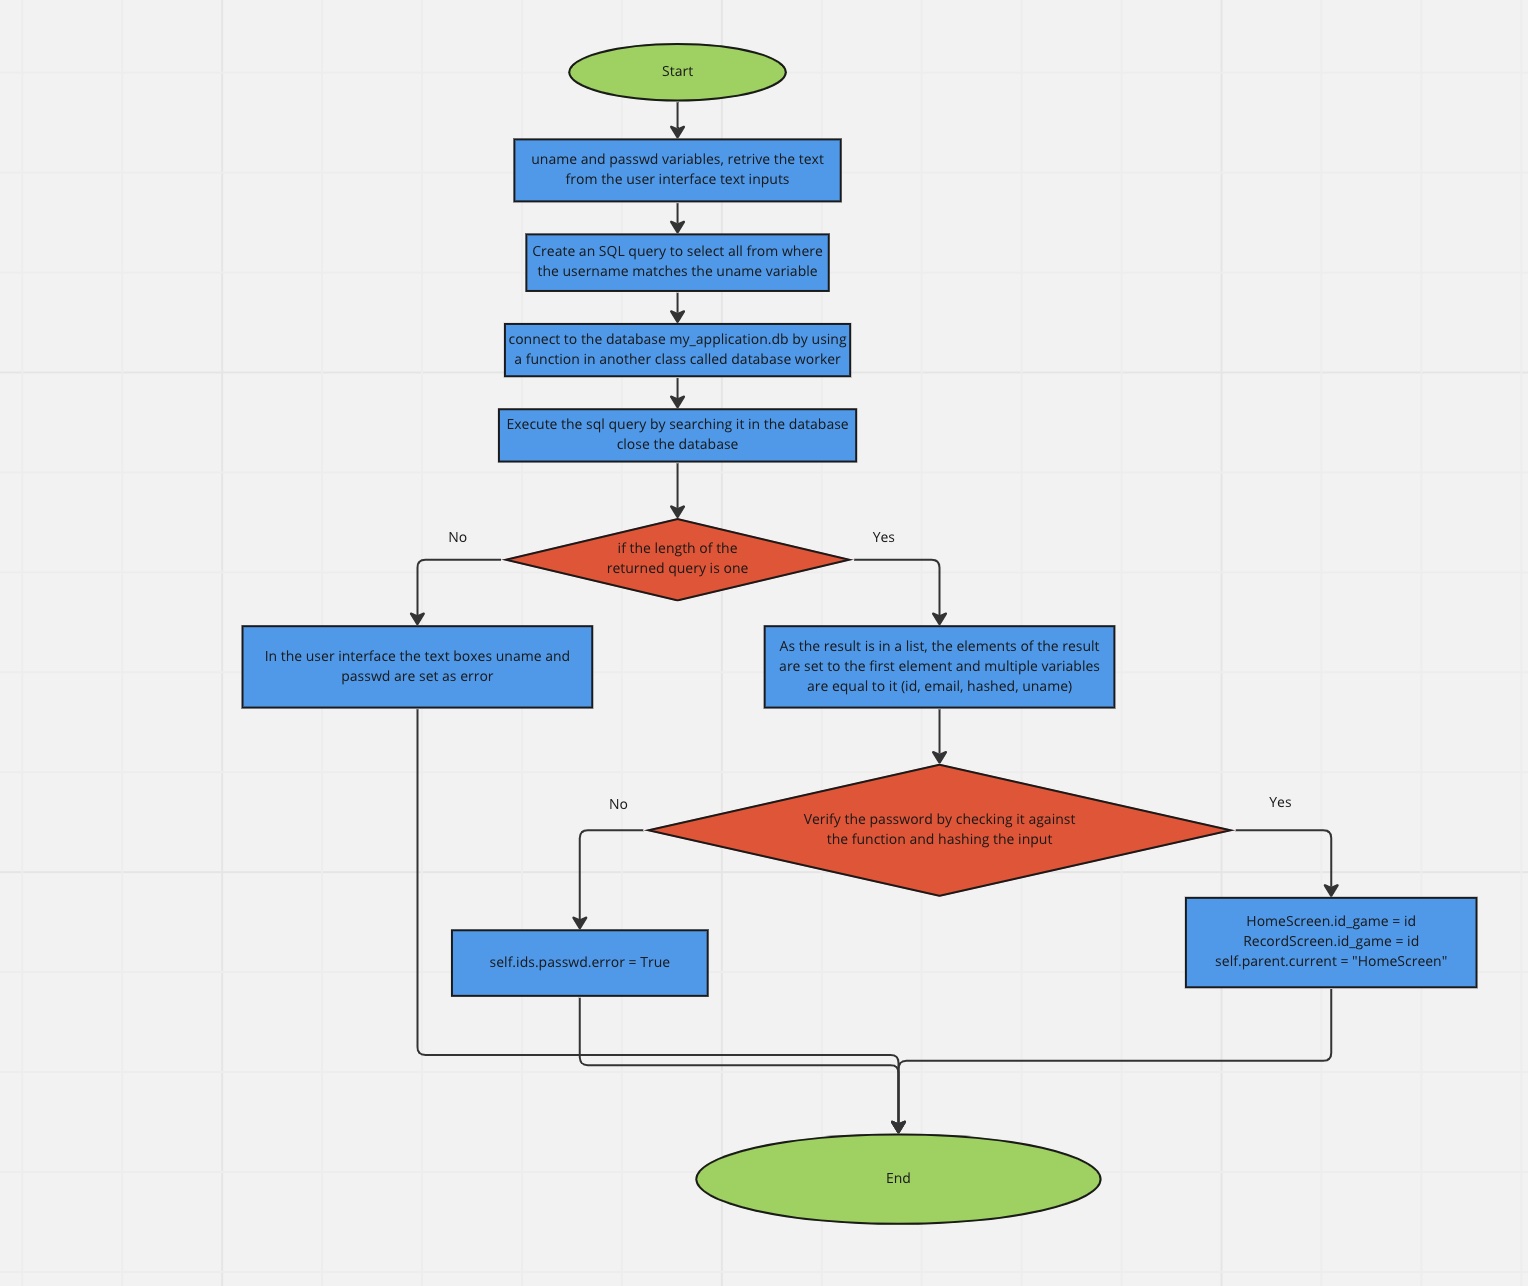 Start
uname and passwd variables, retrive the text
from the user interface text inputs
Create an SQL query to select all from where
the username matches the uname variable
connect to the database my_application.db by using
a function in another class called database worker
Execute the sql query by searching it in the database
close the database
if the length of the
returned query is one
No
Yes
In the user interface the text boxes uname and
passwd are set as error
As the result is in a list, the elements of the result
are set to the first element and multiple variables
are equal to it (id, email, hashed, uname)
Verify the password by checking it against
the function and hashing the input
No
Yes
self.ids.passwd.error = True
HomeScreen.id_game = id
RecordScreen.id_game = id
self.parent.current = "HomeScreen"
End